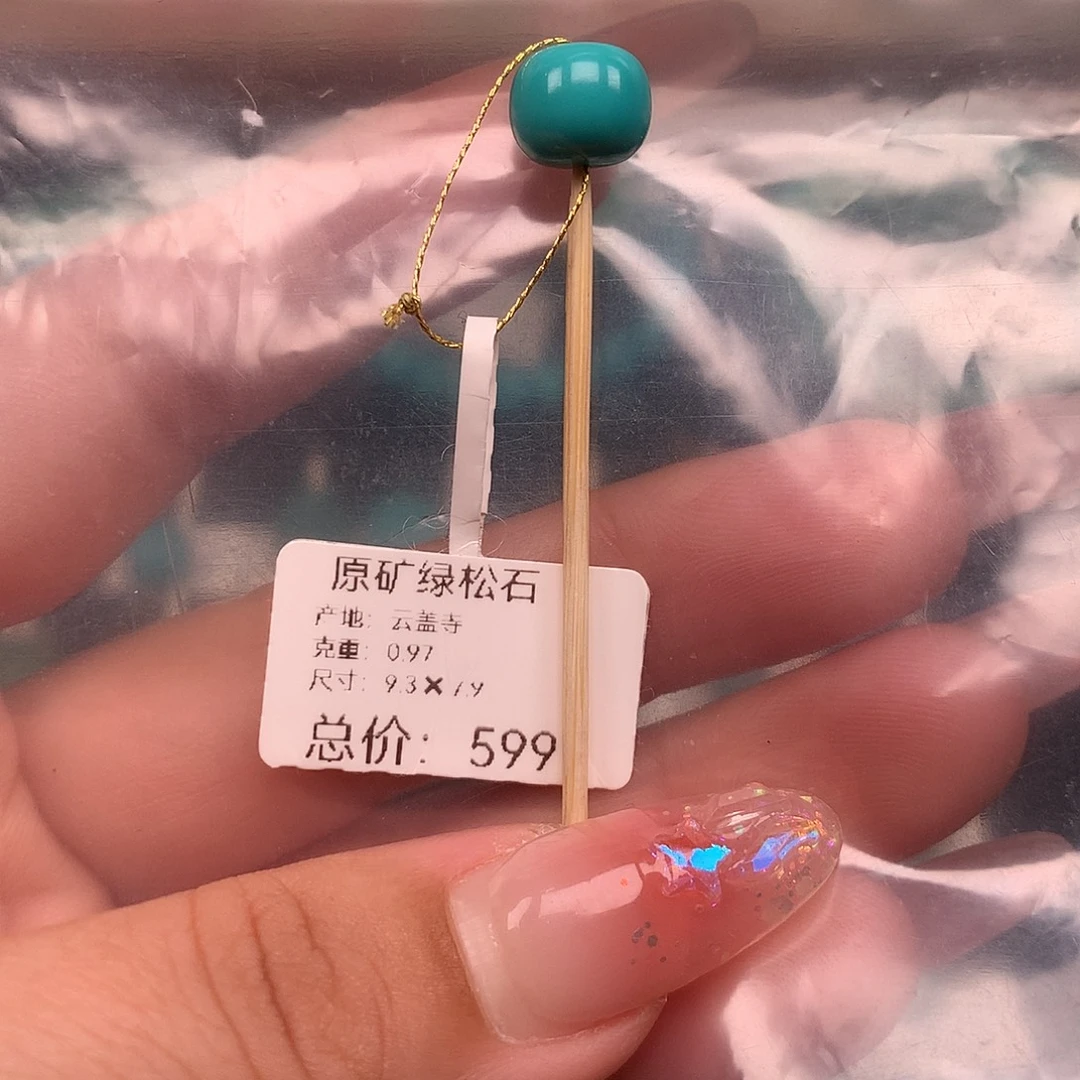 原矿绿松石
产地：云盖寺
克重：0.97
尺寸：9.3×7.9
总价：599